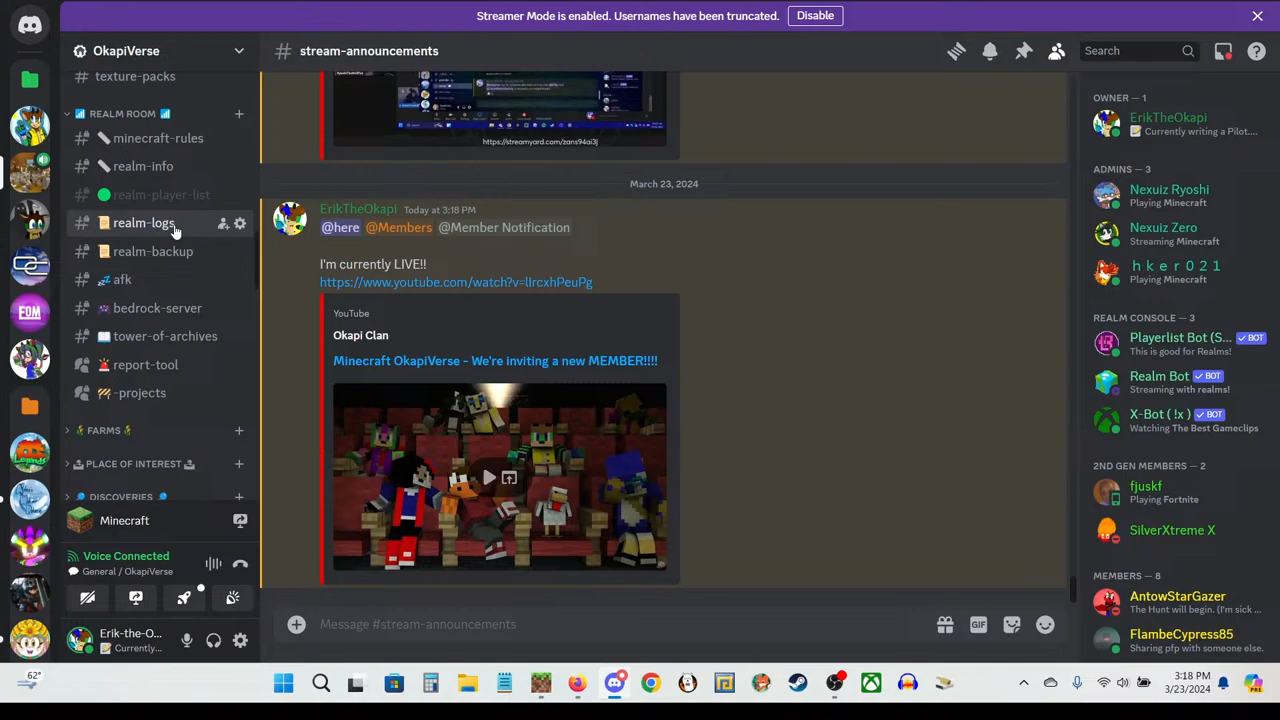 Streamer Mode is enabled. Usernames have been truncated.
Disable
OkapiVerse
texture-packs
REALM ROOM
minecraft-rules
realm-info
realm-player-list
realm-logs
realm-backup
afk
bedrock-server
tower-of-archives
report-tool
-projects
FARMS
PLACE OF INTEREST
DISCOVERIES
Minecraft
Voice Connected
General / OkapiVerse
Erik-the-O...
Currently...
stream-announcements
Search
https://streamyard.com/zans94ai3j
March 23, 2024
ErikTheOkapi Today at 3:18 PM
@here @Members @Member Notification
I'm currently LIVE!!
https://www.youtube.com/watch?v=lIrcxhPeuPg
YouTube
Okapi Clan
Minecraft OkapiVerse - We're inviting a new MEMBER!!!!
Message #stream-announcements
GIF
OWNER — 1
ErikTheOkapi
Currently writing a Pilot....
ADMINS — 3
Nexuiz Ryoshi
Playing Minecraft
Nexuiz Zero
Streaming Minecraft
h k e r 0 2 1
Playing Minecraft
REALM CONSOLE — 3
Playerlist Bot (S... BOT
This is good for Realms!
Realm Bot BOT
Streaming with realms!
X-Bot ( !x ) BOT
Watching The Best Gameclips
2ND GEN MEMBERS — 2
fjuskf
Playing Fortnite
SilverXtreme X
MEMBERS — 8
AntowStarGazer
The Hunt will begin. (I'm sick ...
FlambeCypress85
Sharing pfp with someone else.
EOM
62°
3:18 PM
3/23/2024
PRE